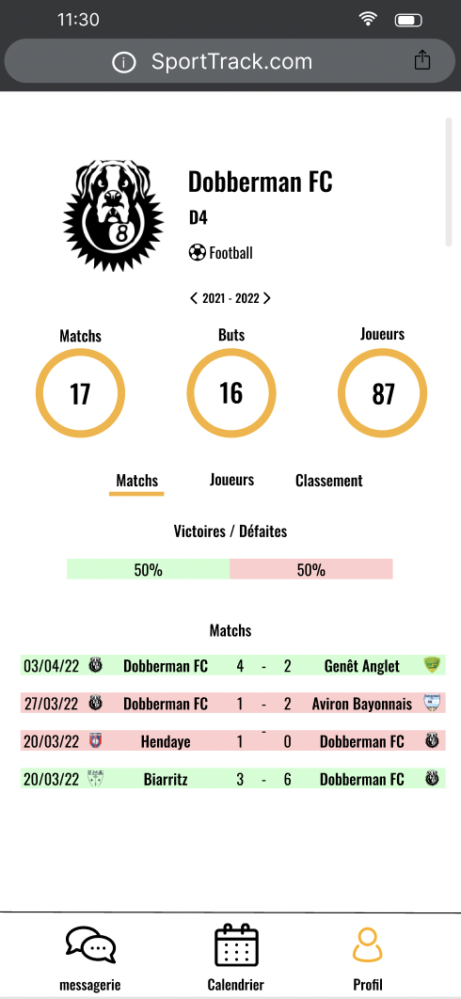 11:30
SportTrack.com
8
Dobberman FC
D4
Football
2021 - 2022
Matchs Buts Joueurs
17 16 87
Matchs Joueurs Classement
Victoires / Défaites
50% 50%
Matchs
03/04/22 Dobberman FC 4 - 2 Genêt Anglet
27/03/22 Dobberman FC 1 - 2 Aviron Bayonnais
20/03/22 Hendaye 1 - 0 Dobberman FC
20/03/22 Biarritz 3 - 6 Dobberman FC
messagerie Calendrier Profil